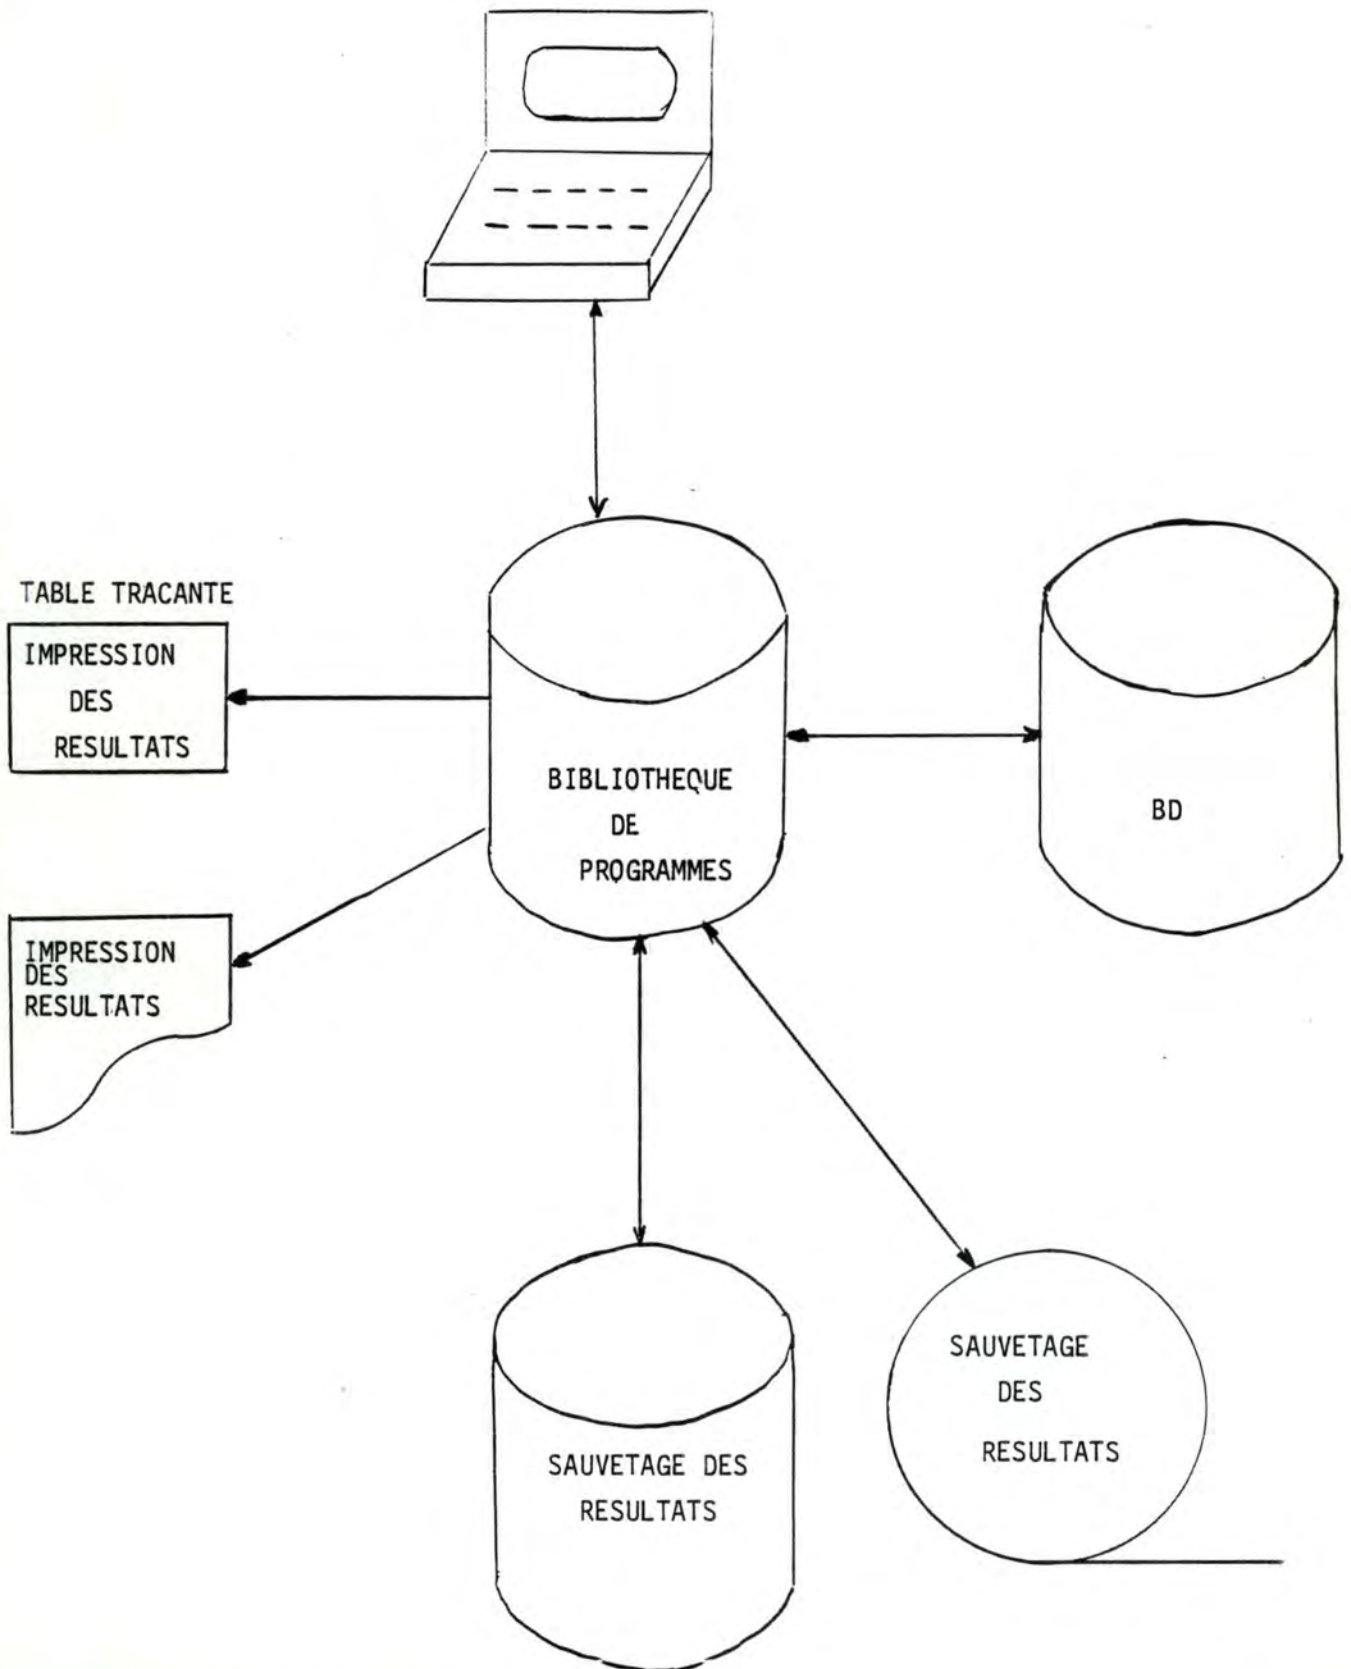 TABLE TRACANTE
IMPRESSION
DES
RESULTATS
BIBLIOTHEQUE
DE
PROGRAMMES
BD
IMPRESSION
DES
RESULTATS
SAUVETAGE DES
RESULTATS
SAUVETAGE
DES
RESULTATS